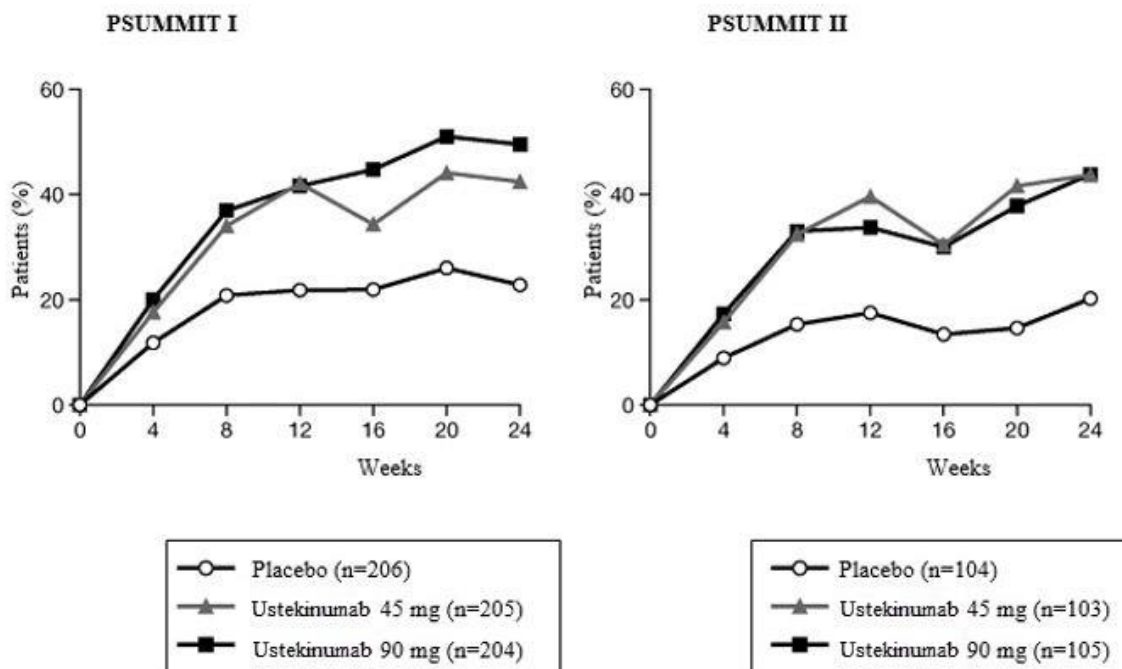 PSUMMIT I
60
40
20
0
Patients (%)
0 4 8 12 16 20 24
Weeks
Placebo (n=206)
Ustekinumab 45 mg (n=205)
Ustekinumab 90 mg (n=204)
PSUMMIT II
60
40
20
0
Patients (%)
0 4 8 12 16 20 24
Weeks
Placebo (n=104)
Ustekinumab 45 mg (n=103)
Ustekinumab 90 mg (n=105)